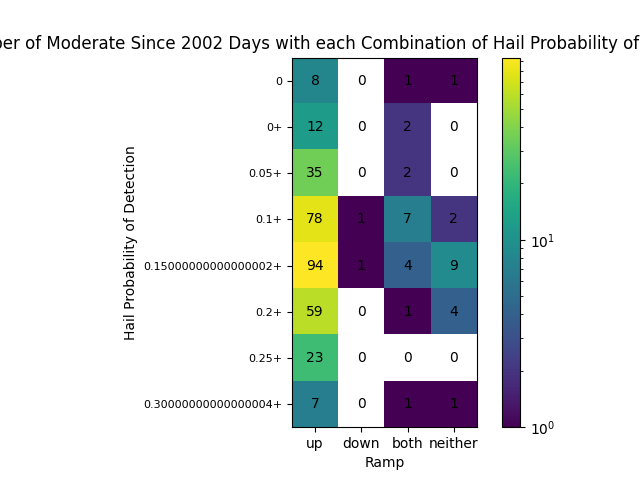 of Moderate Since 2002 Days with each Combination of Hail Probability of
0 8 0 1 1
0+ 12 0 2 0
0.05+ 35 0 2 0
0.1+ 78 1 7 2
0.15000000000000002+ 94 1 4 9
0.2+ 59 0 1 4
0.25+ 23 0 0 0
0.30000000000000004+ 7 0 1 1
up down both neither
Ramp
Hail Probability of Detection
10¹
10⁰